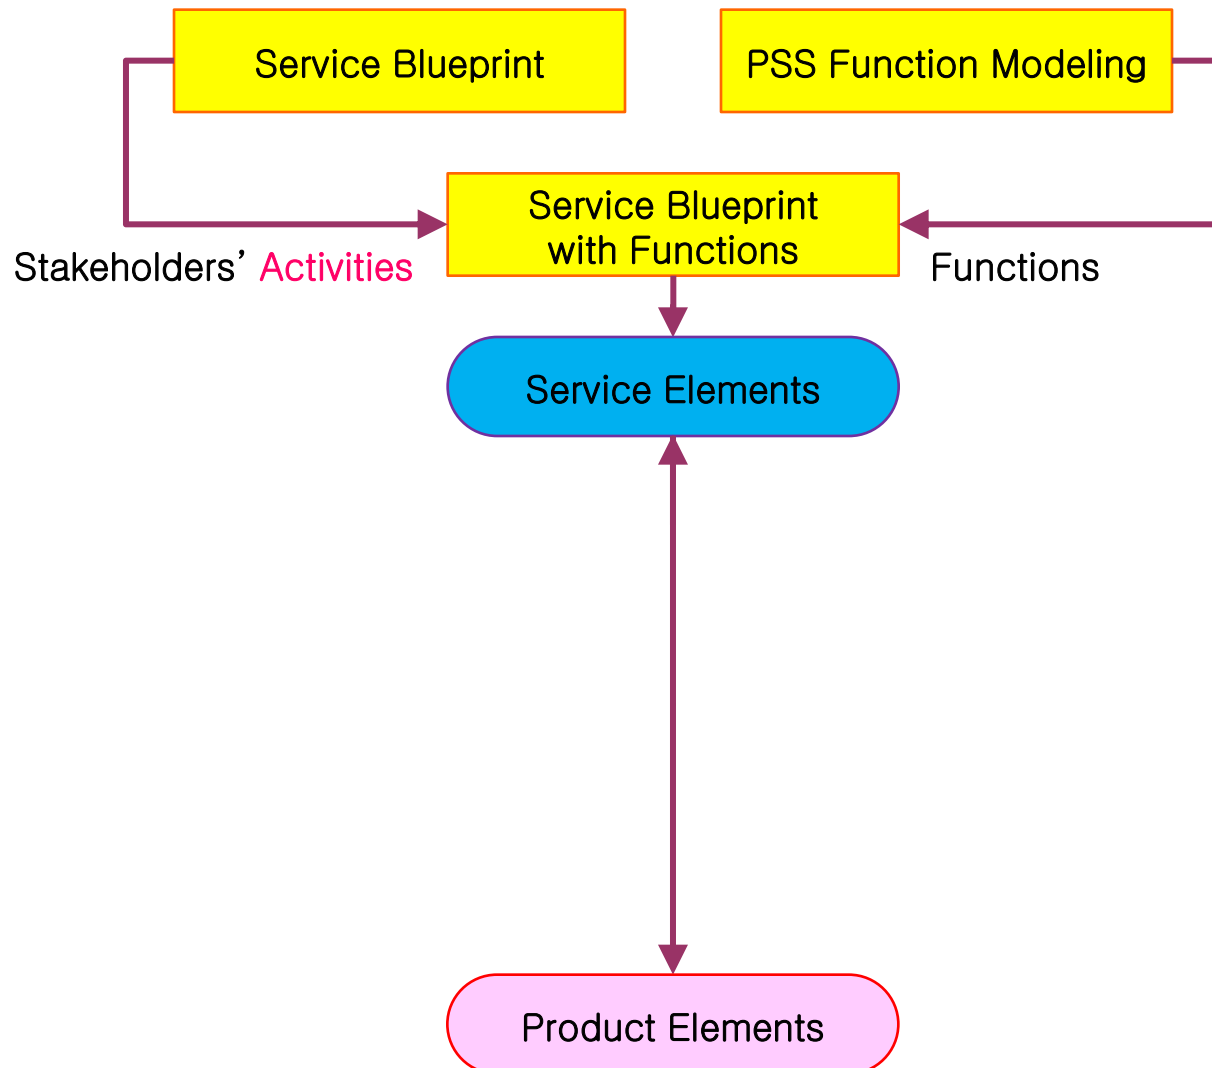 Service Blueprint
PSS Function Modeling
Service Blueprint
with Functions
Stakeholders’ Activities
Functions
Service Elements
Product Elements